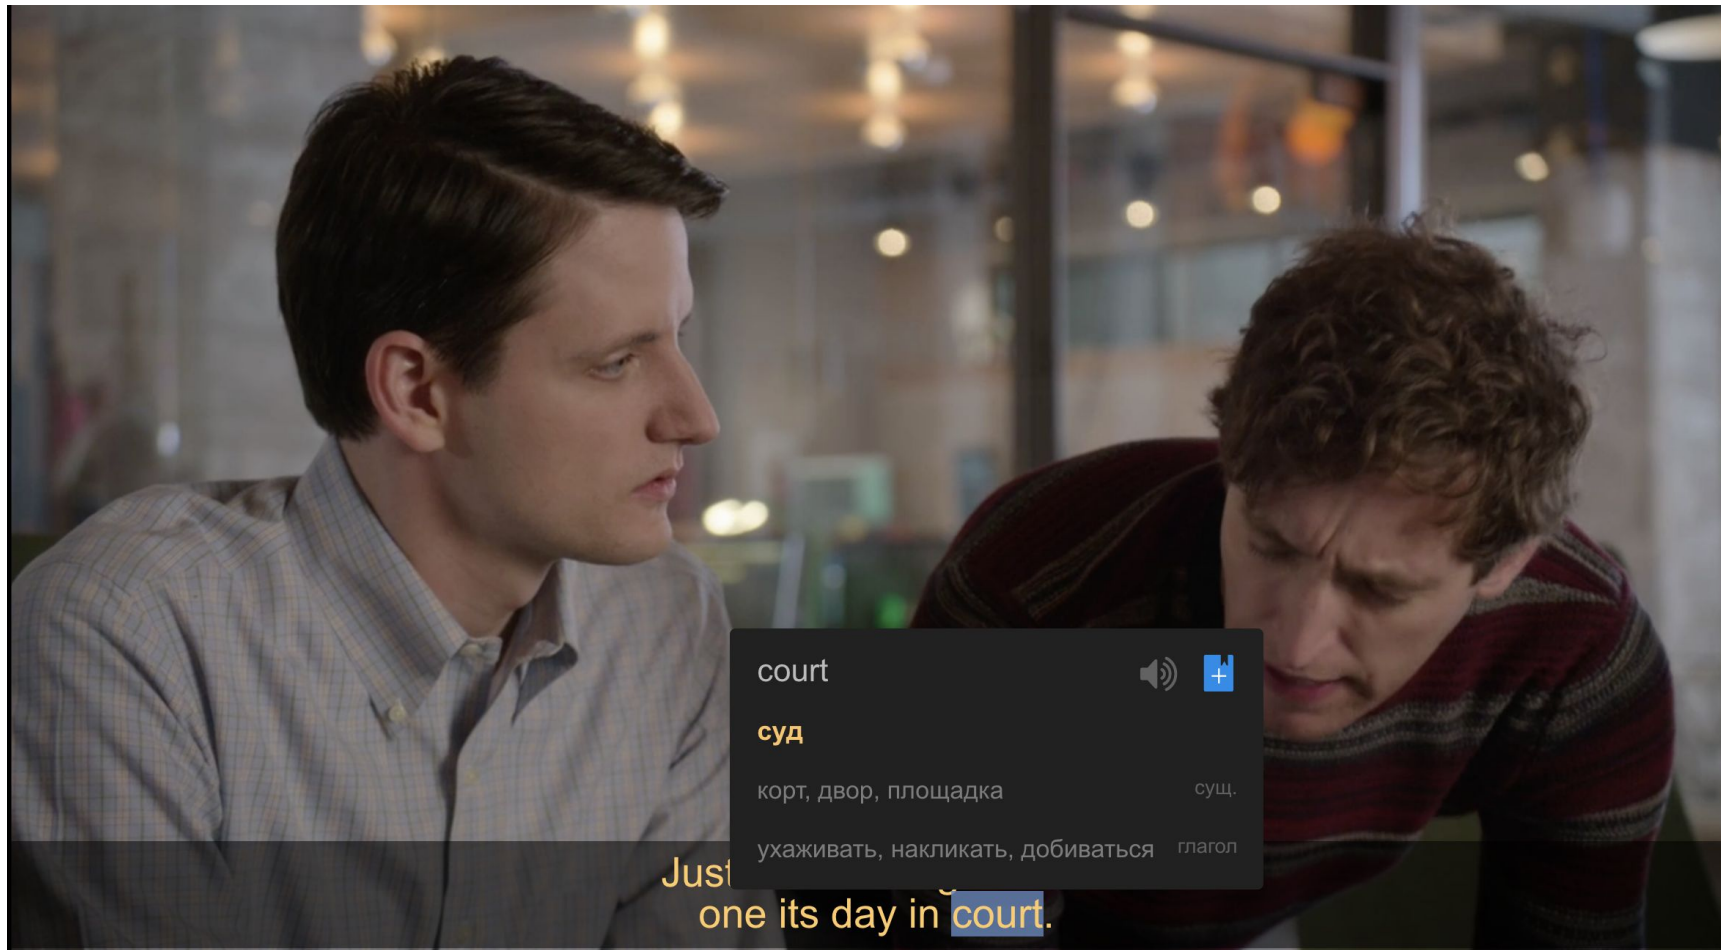 court
суд
корт, двор, площадка сущ.
ухаживать, накликать, добиваться глагол
Just
one its day in court.